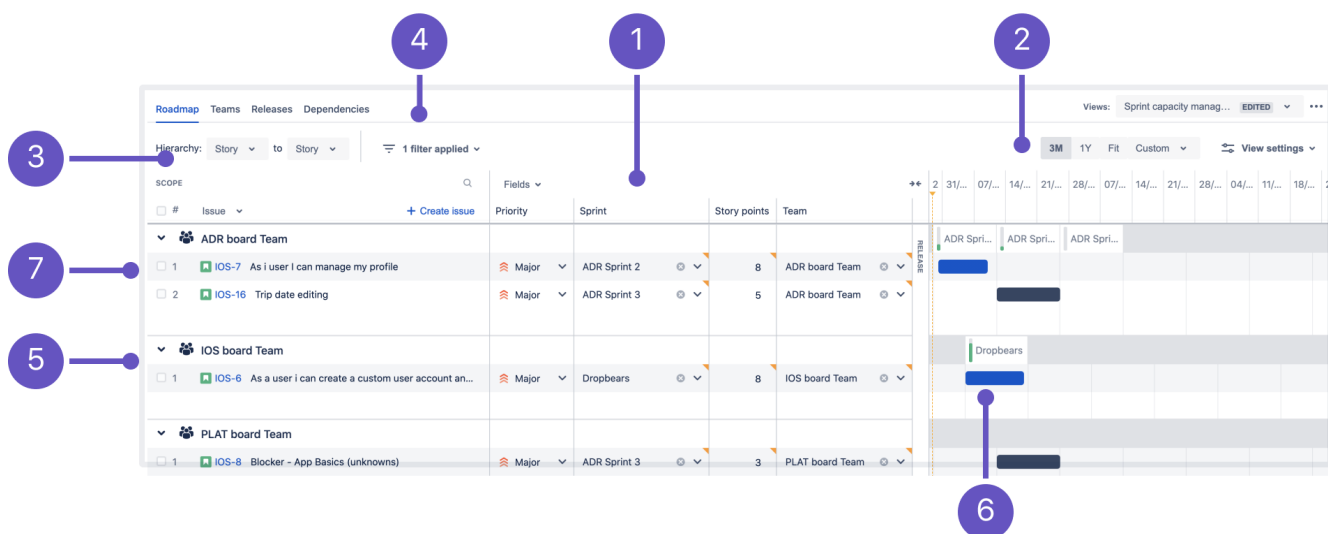 4 1 2
Roadmap Teams Releases Dependencies Views: Sprint capacity manag... EDITED
3 Hierarchy: Story to Story 1 filter applied 3M 1Y Fit Custom View settings
SCOPE Fields 2 31/... 07/... 14/... 21/... 28/... 07/... 14/... 21/... 28/... 04/... 11/... 18/... 2
# Issue + Create issue Priority Sprint Story points Team
ADR board Team RELEASE ADR Spri... ADR Spri... ADR Spri...
7 1 IOS-7 As i user I can manage my profile Major ADR Sprint 2 8 ADR board Team
2 IOS-16 Trip date editing Major ADR Sprint 3 5 ADR board Team
5 IOS board Team Dropbears
1 IOS-6 As a user i can create a custom user account an... Major Dropbears 8 IOS board Team
PLAT board Team
1 IOS-8 Blocker - App Basics (unknowns) Major ADR Sprint 3 3 PLAT board Team
6